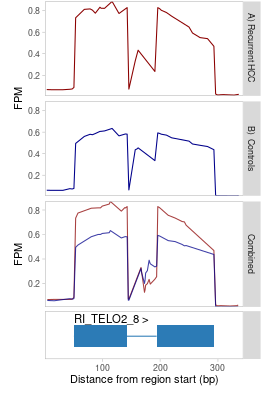 0.8
0.6
0.4
0.2
FPM
A) Recurrent HCC
0.8
0.6
0.4
0.2
FPM
B) Controls
0.8
0.6
0.4
0.2
FPM
Combined
RI_TELO2_8 >
100
200
300
Distance from region start (bp)